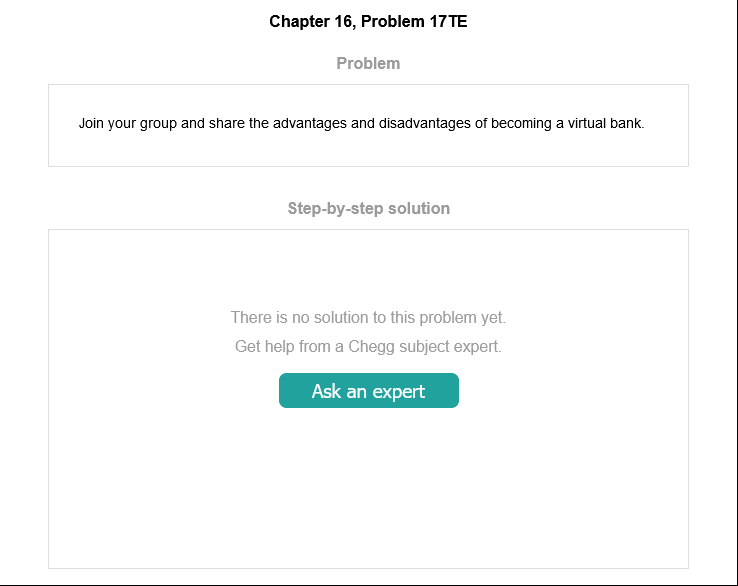 Chapter 16, Problem 17TE
Problem
Join your group and share the advantages and disadvantages of becoming a virtual bank.
Step-by-step solution
There is no solution to this problem yet.
Get help from a Chegg subject expert.
Ask an expert